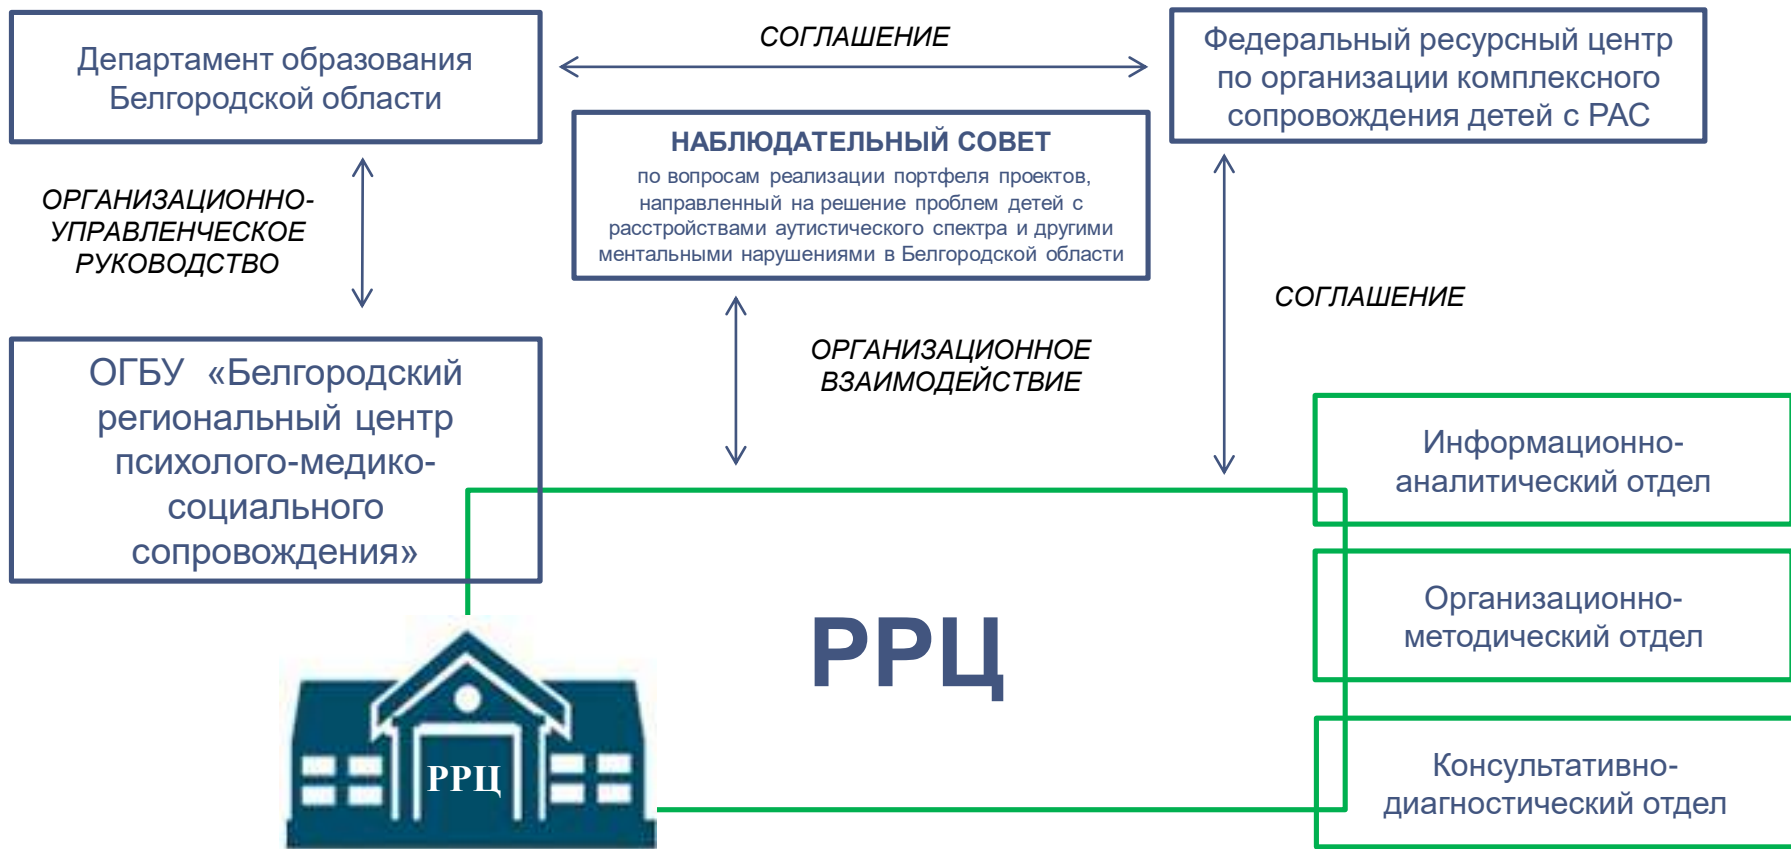 Департамент образования
Белгородской области
СОГЛАШЕНИЕ
Федеральный ресурсный центр
по организации комплексного
сопровождения детей с РАС
НАБЛЮДАТЕЛЬНЫЙ СОВЕТ
по вопросам реализации портфеля проектов,
направленный на решение проблем детей с
расстройствами аутистического спектра и другими
ментальными нарушениями в Белгородской области
ОРГАНИЗАЦИОННО-
УПРАВЛЕНЧЕСКОЕ
РУКОВОДСТВО
СОГЛАШЕНИЕ
ОРГАНИЗАЦИОННОЕ
ВЗАИМОДЕЙСТВИЕ
ОГБУ «Белгородский
региональный центр
психолого-медико-
социального
сопровождения»
Информационно-
аналитический отдел
Организационно-
методический отдел
Консультативно-
диагностический отдел
РРЦ
РРЦ